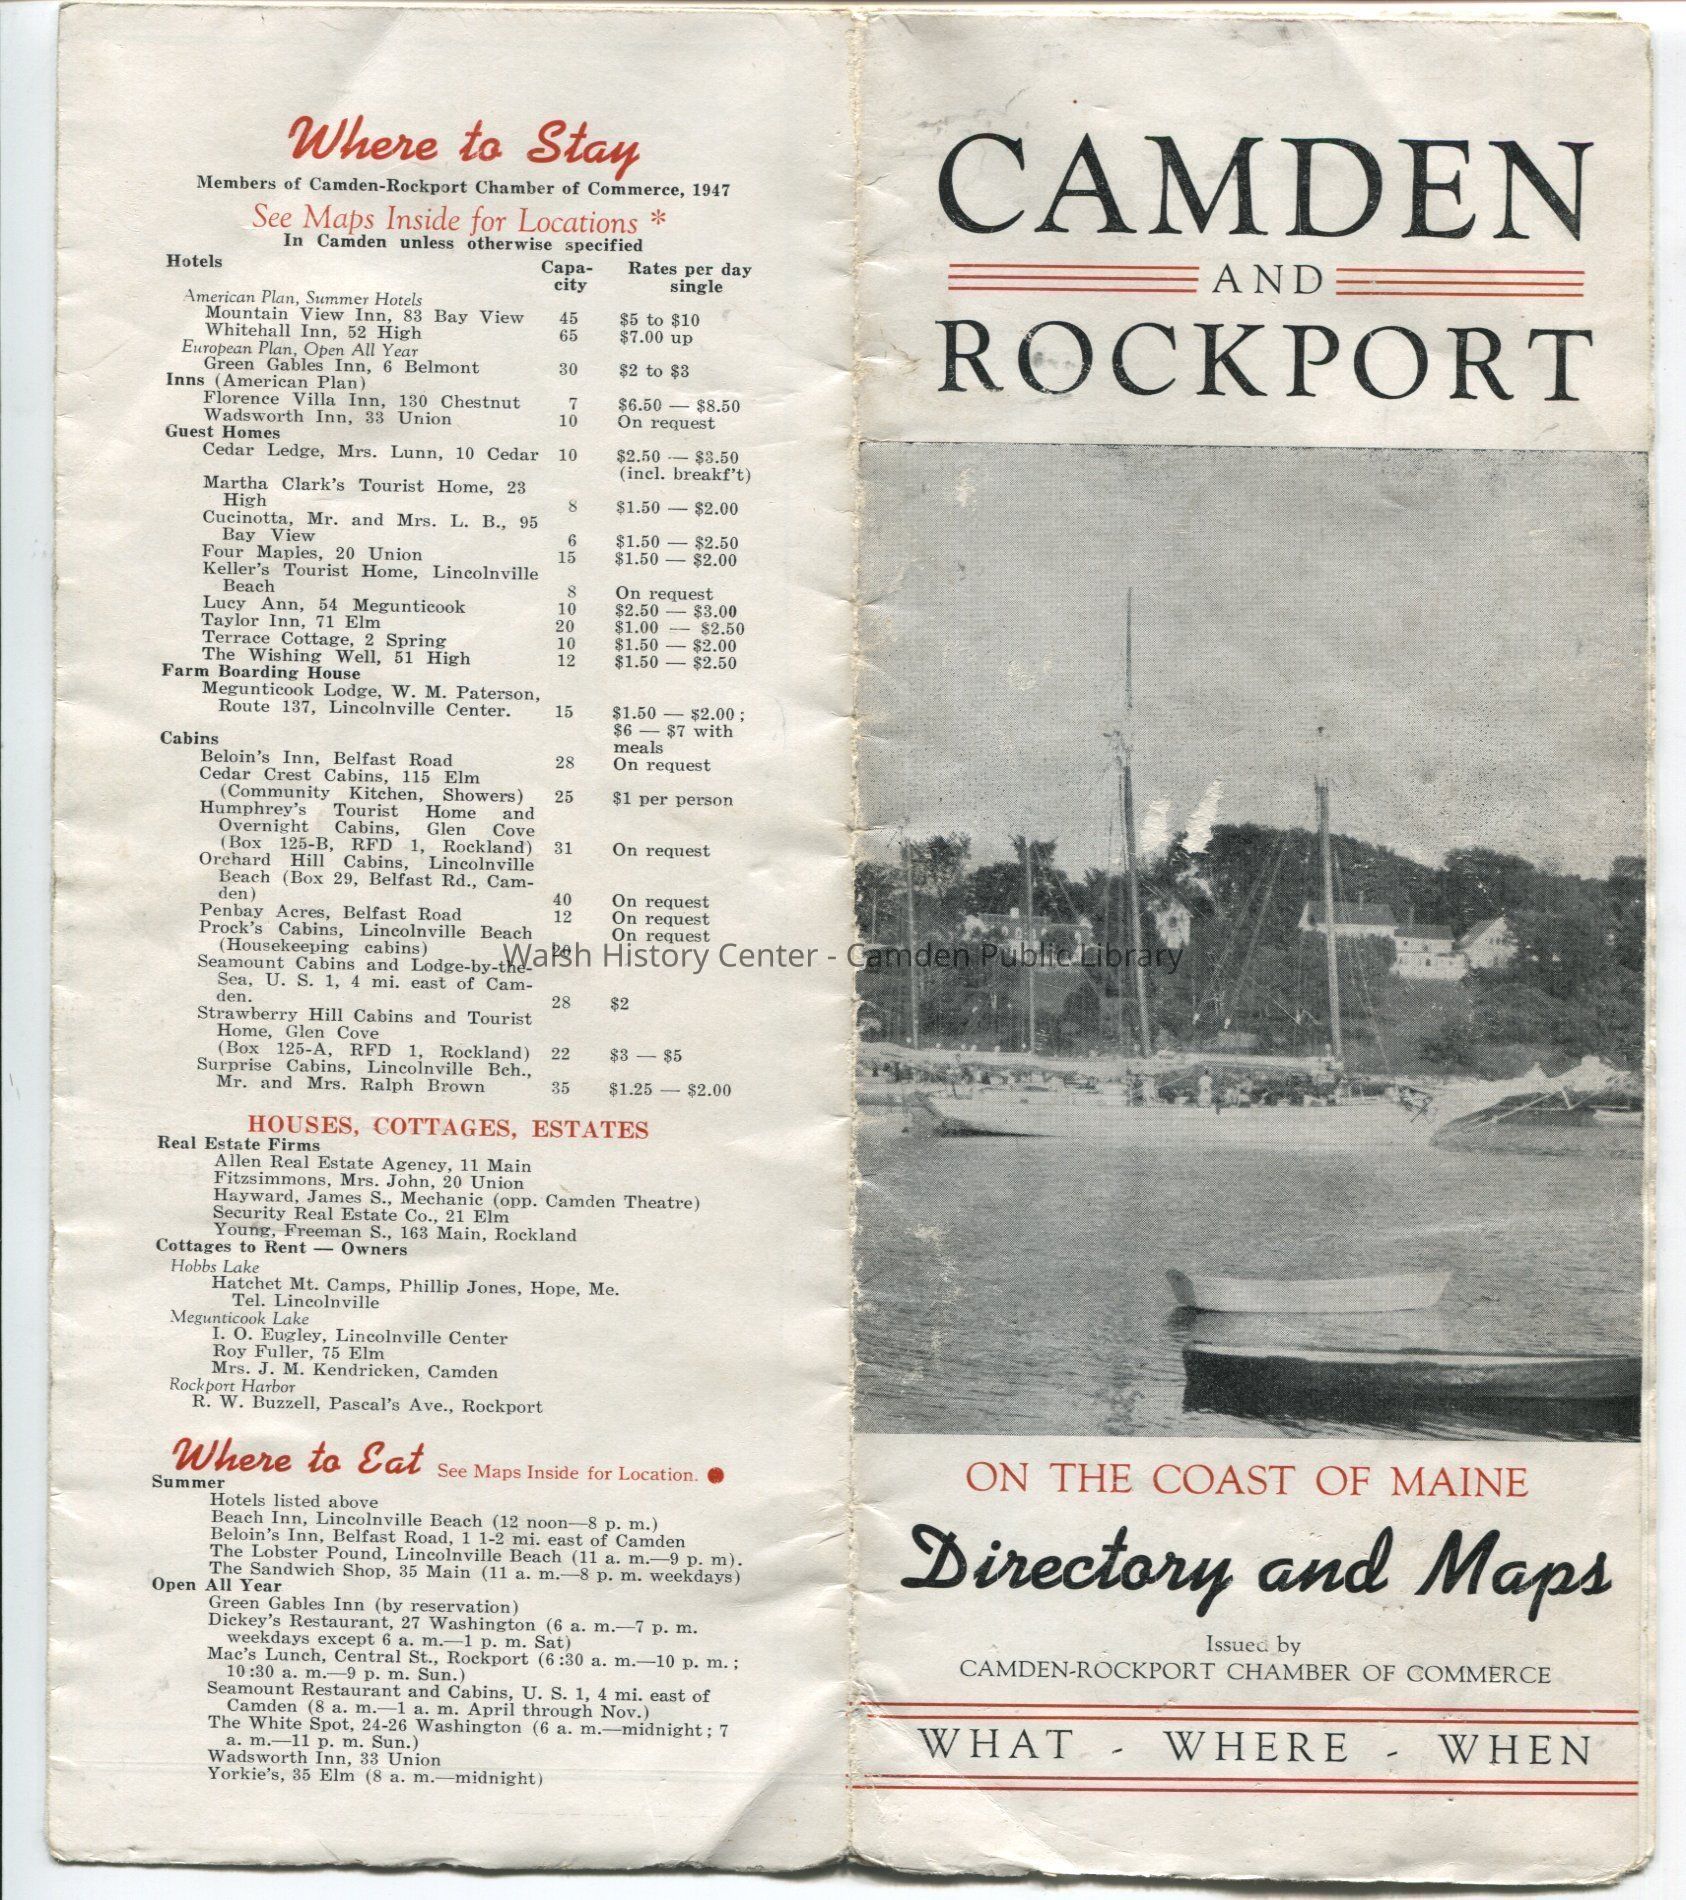 Where to Stay
Members of Camden-Rockport Chamber of Commerce, 1947
See Maps Inside for Locations *
In Camden unless otherwise specified
Hotels
Capa-city Rates per day single
American Plan, Summer Hotels
Mountain View Inn, 83 Bay View 45 $5 to $10
Whitehall Inn, 52 High 65 $7.00 up
European Plan, Open All Year
Green Gables Inn, 6 Belmont 30 $2 to $3
Inns (American Plan)
Florence Villa Inn, 130 Chestnut 7 $6.50 — $8.50
Wadsworth Inn, 33 Union 10 On request
Guest Homes
Cedar Ledge, Mrs. Lunn, 10 Cedar 10 $2.50 — $3.50
(incl. breakf't)
Martha Clark's Tourist Home, 23
High 8 $1.50 — $2.00
Cucinotta, Mr. and Mrs. L. B., 95
Bay View 6 $1.50 — $2.50
Four Maples, 20 Union 15 $1.50 — $2.00
Keller's Tourist Home, Lincolnville
Beach 8 On request
Lucy Ann, 54 Megunticook 10 $2.50 — $3.00
Taylor Inn, 71 Elm 20 $1.00 — $2.50
Terrace Cottage, 2 Spring 10 $1.50 — $2.00
The Wishing Well, 51 High 12 $1.50 — $2.50
Farm Boarding House
Megunticook Lodge, W. M. Paterson,
Route 137, Lincolnville Center. 15 $1.50 — $2.00;
$6 — $7 with
meals
Cabins
Beloin's Inn, Belfast Road 28 On request
Cedar Crest Cabins, 115 Elm
(Community Kitchen, Showers) 25 $1 per person
Humphrey's Tourist Home and
Overnight Cabins, Glen Cove
(Box 125-B, RFD 1, Rockland) 31 On request
Orchard Hill Cabins, Lincolnville
Beach (Box 29, Belfast Rd., Cam-
den) 40 On request
Penbay Acres, Belfast Road 12 On request
Prock's Cabins, Lincolnville Beach On request
(Housekeeping cabins) 20
Seamount Cabins and Lodge-by-the-
Sea, U. S. 1, 4 mi. east of Cam-
den. 28 $2
Strawberry Hill Cabins and Tourist
Home, Glen Cove
(Box 125-A, RFD 1, Rockland) 22 $3 — $5
Surprise Cabins, Lincolnville Bch.,
Mr. and Mrs. Ralph Brown 35 $1.25 — $2.00
HOUSES, COTTAGES, ESTATES
Real Estate Firms
Allen Real Estate Agency, 11 Main
Fitzsimmons, Mrs. John, 20 Union
Hayward, James S., Mechanic (opp. Camden Theatre)
Security Real Estate Co., 21 Elm
Young, Freeman S., 163 Main, Rockland
Cottages to Rent — Owners
Hobbs Lake
Hatchet Mt. Camps, Phillip Jones, Hope, Me.
Tel. Lincolnville
Megunticook Lake
I. O. Eugley, Lincolnville Center
Roy Fuller, 75 Elm
Mrs. J. M. Kendricken, Camden
Rockport Harbor
R. W. Buzzell, Pascal's Ave., Rockport
Where to Eat See Maps Inside for Location. ●
Summer
Hotels listed above
Beach Inn, Lincolnville Beach (12 noon—8 p. m.)
Beloin's Inn, Belfast Road, 1 1-2 mi. east of Camden
The Lobster Pound, Lincolnville Beach (11 a. m.—9 p. m).
The Sandwich Shop, 35 Main (11 a. m.—8 p. m. weekdays)
Open All Year
Green Gables Inn (by reservation)
Dickey's Restaurant, 27 Washington (6 a. m.—7 p. m.
weekdays except 6 a. m.—1 p. m. Sat)
Mac's Lunch, Central St., Rockport (6:30 a. m.—10 p. m.;
10:30 a. m.—9 p. m. Sun.)
Seamount Restaurant and Cabins, U. S. 1, 4 mi. east of
Camden (8 a. m.—1 a. m. April through Nov.)
The White Spot, 24-26 Washington (6 a. m.—midnight; 7
a. m.—11 p. m. Sun.)
Wadsworth Inn, 33 Union
Yorkie's, 35 Elm (8 a. m.—midnight)
CAMDEN
AND
ROCKPORT
Walsh History Center - Camden Public Library
ON THE COAST OF MAINE
Directory and Maps
Issued by
CAMDEN-ROCKPORT CHAMBER OF COMMERCE
WHAT - WHERE - WHEN